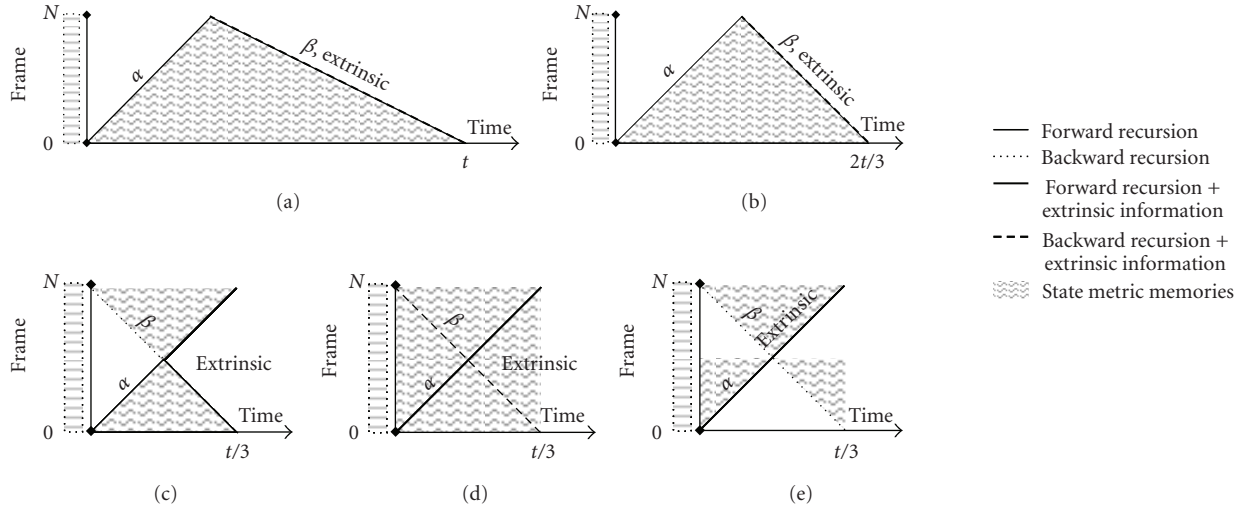 N
Frame
α
β, extrinsic
Time
0
t
(a)
N
Frame
α
β, extrinsic
Time
0
2t/3
(b)
Forward recursion
Backward recursion
Forward recursion +
extrinsic information
Backward recursion +
extrinsic information
State metric memories
N
Frame
β
Extrinsic
α
Time
0
t/3
(c)
N
Frame
β
Extrinsic
α
Time
0
t/3
(d)
N
Frame
β
Extrinsic
α
Time
0
t/3
(e)